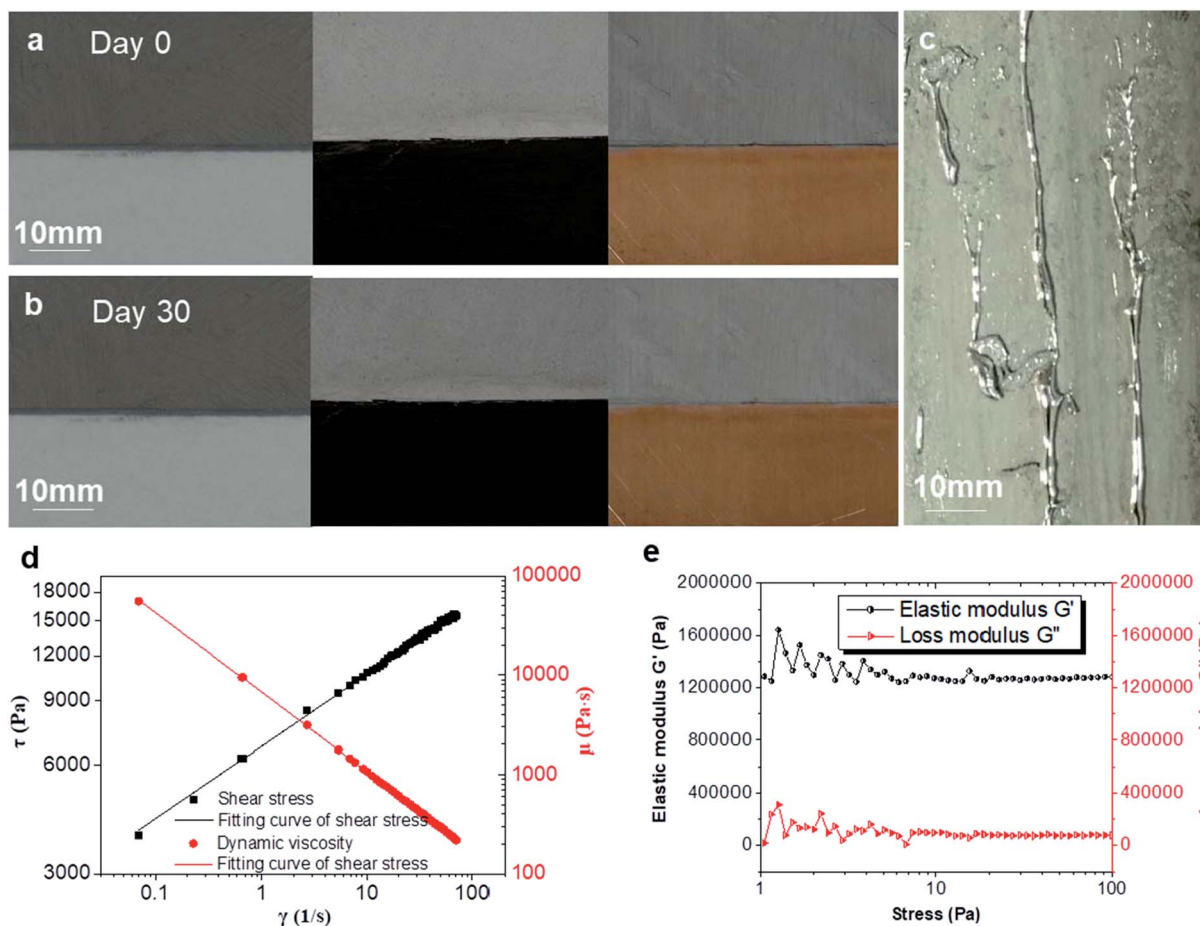 a
Day 0
10mm
b
Day 30
10mm
c
10mm
d
τ (Pa)
18000
15000
12000
9000
6000
3000
100000
10000
1000
100
μ (Pa·s)
Shear stress
Fitting curve of shear stress
Dynamic viscosity
Fitting curve of shear stress
0.1
1
10
100
γ (1/s)
e
Elastic modulus G' (Pa)
2000000
1600000
1200000
800000
400000
0
Elastic modulus G'
Loss modulus G"
2000000
1600000
1200000
800000
400000
0
1
10
100
Stress (Pa)